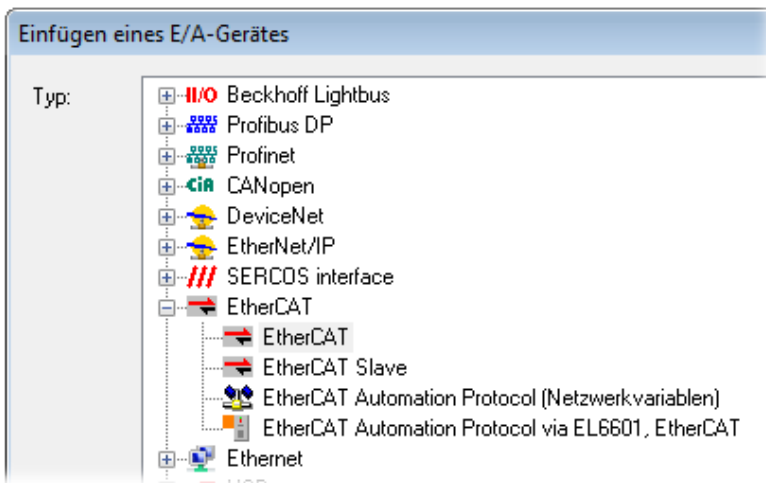 Einfügen eines E/A-Gerätes
Typ:
II/O Beckhoff Lightbus
Profibus DP
Profinet
CiA CANopen
DeviceNet
EtherNet/IP
SERCOS interface
EtherCAT
EtherCAT
EtherCAT Slave
EtherCAT Automation Protocol (Netzwerkvariablen)
EtherCAT Automation Protocol via EL6601, EtherCAT
Ethernet